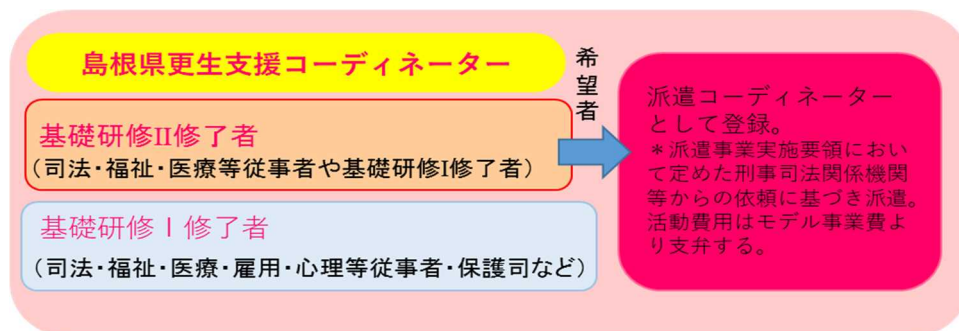 島根県更生支援コーディネーター
基礎研修II修了者
(司法・福祉・医療等従事者や基礎研修I修了者)
基礎研修Ⅰ修了者
(司法・福祉・医療・雇用・心理等従事者・保護司など)
希望者
派遣コーディネーター
として登録。
＊派遣事業実施要領におい
て定めた刑事司法関係機関
等からの依頼に基づき派遣。
活動費用はモデル事業費よ
り支弁する。